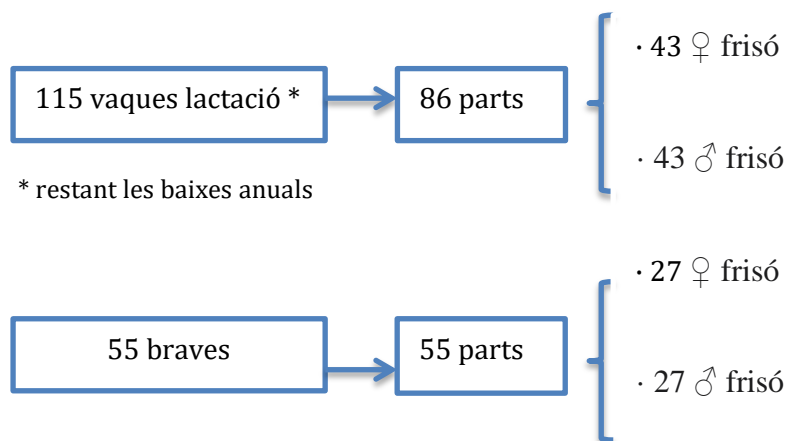 115 vaques lactació *
86 parts
· 43 ♀ frisó
· 43 ♂ frisó
* restant les baixes anuals
55 braves
55 parts
· 27 ♀ frisó
· 27 ♂ frisó